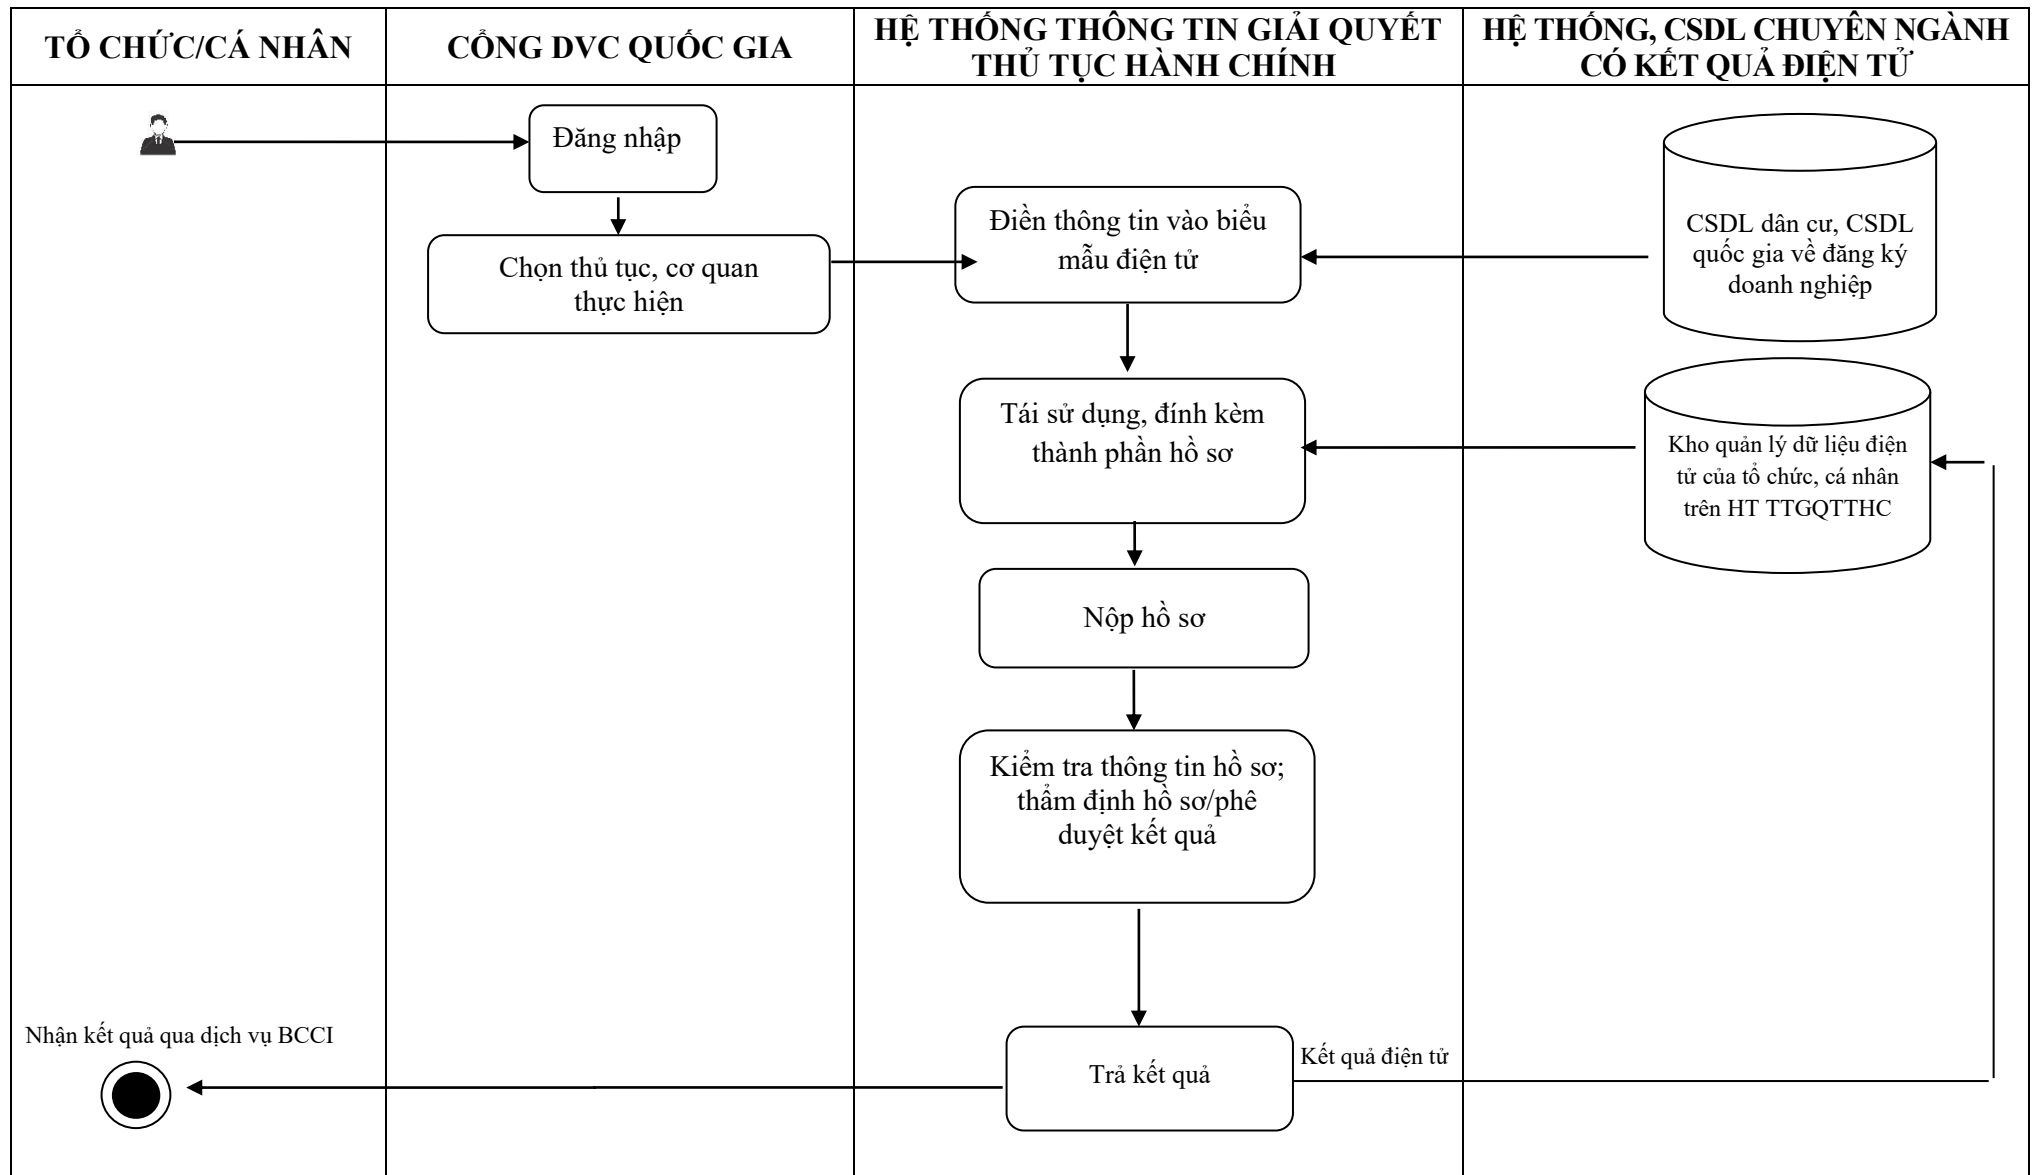 TỔ CHỨC/CÁ NHÂN
CỔNG DVC QUỐC GIA
HỆ THỐNG THÔNG TIN GIẢI QUYẾT
THỦ TỤC HÀNH CHÍNH
HỆ THỐNG, CSDL CHUYÊN NGÀNH
CÓ KẾT QUẢ ĐIỆN TỬ
Đăng nhập
Chọn thủ tục, cơ quan
thực hiện
Điền thông tin vào biểu
mẫu điện tử
CSDL dân cư, CSDL
quốc gia về đăng ký
doanh nghiệp
Tái sử dụng, đính kèm
thành phần hồ sơ
Kho quản lý dữ liệu điện
tử của tổ chức, cá nhân
trên HT TTGQTTHC
Nộp hồ sơ
Kiểm tra thông tin hồ sơ;
thẩm định hồ sơ/phê
duyệt kết quả
Nhận kết quả qua dịch vụ BCCI
Trả kết quả
Kết quả điện tử